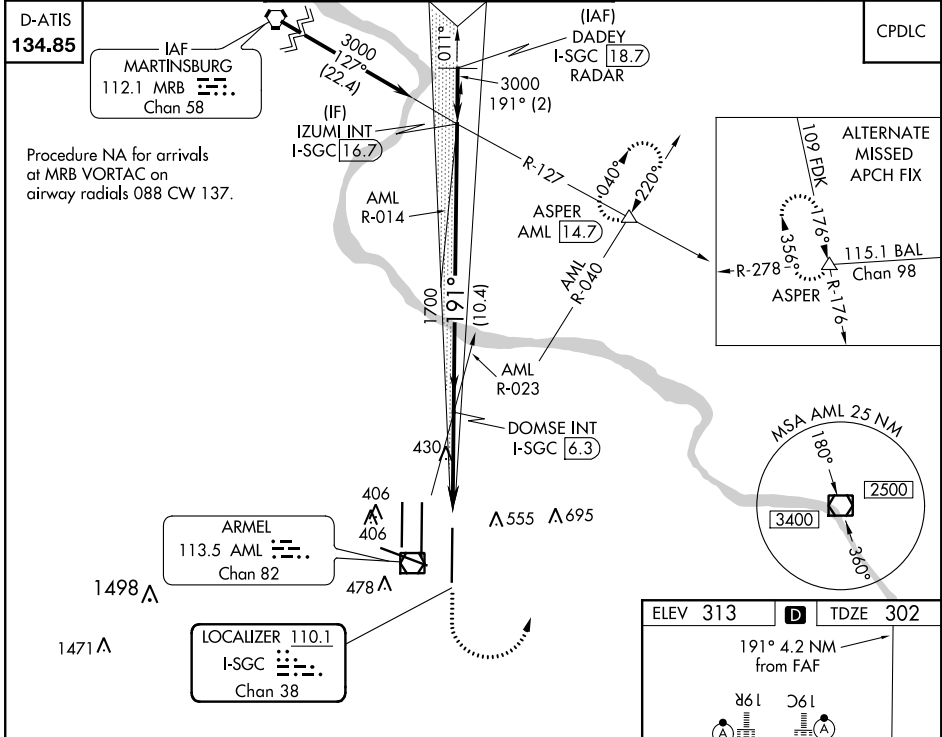 D-ATIS
134.85
IAF
MARTINSBURG
112.1 MRB
Chan 58
3000
127°
(22.4)
011°
(IAF)
DADEY
I-SGC 18.7
RADAR
3000
191° (2)
CPDLC
(IF)
IZUMI INT
I-SGC 16.7
Procedure NA for arrivals
at MRB VORTAC on
airway radials 088 CW 137.
AML
R-014
R-127
040°
220°
ASPER
AML 14.7
AML
R-040
ALTERNATE
MISSED
APCH FIX
109 FDK
176°
356°
115.1 BAL
Chan 98
R-278
ASPER
R-176
1700
191°
(10.4)
AML
R-023
DOMSE INT
I-SGC 6.3
430
406
406
555
695
ARMEL
113.5 AML
Chan 82
478
1498
1471
LOCALIZER 110.1
I-SGC
Chan 38
MSA AML 25 NM
180°
2500
3400
360°
ELEV 313
D
TDZE 302
191° 4.2 NM
from FAF
19R
19C
A
A